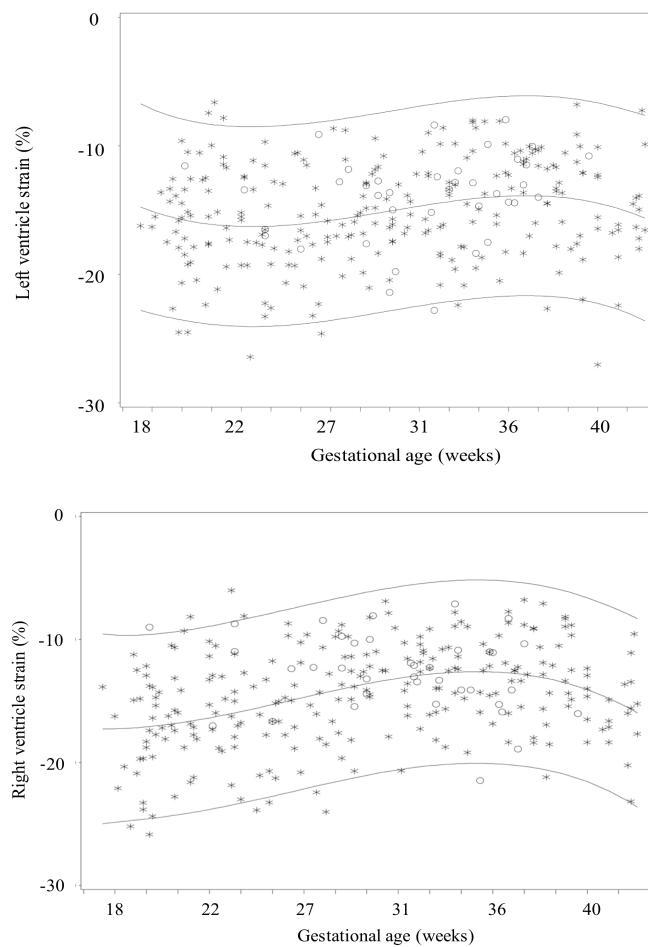 0
-10
-20
-30
Left ventricle strain (%)
18 22 27 31 36 40
Gestational age (weeks)
0
-10
-20
-30
Right ventricle strain (%)
18 22 27 31 36 40
Gestational age (weeks)